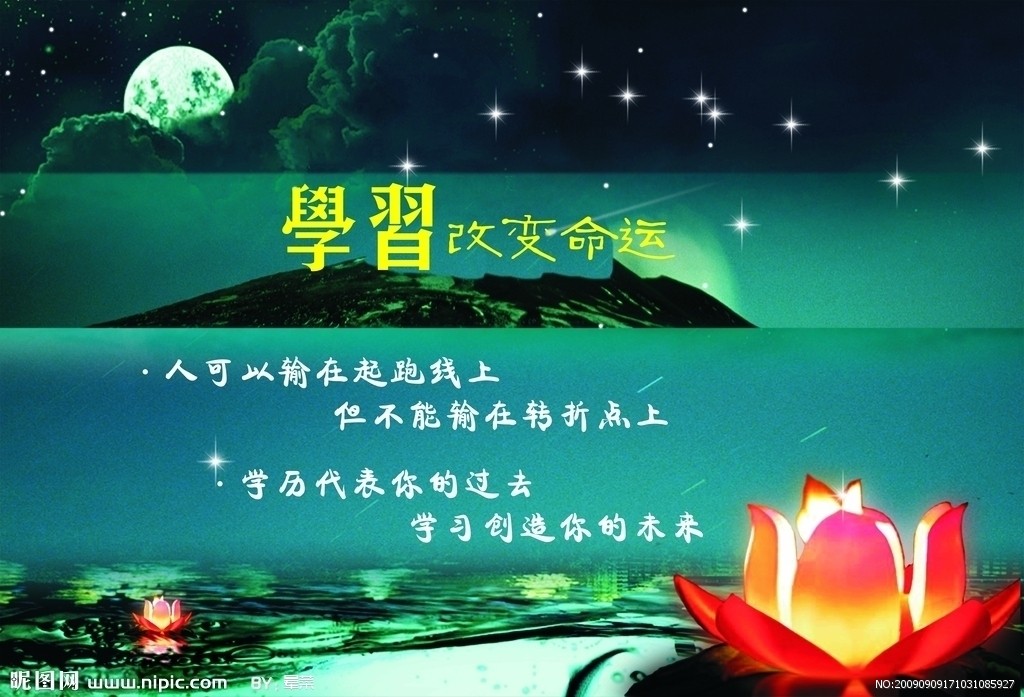 學習改变命运
·人可以输在起跑线上
但不能输在转折点上
·学历代表你的过去
学习创造你的未来
昵图网 www.nipic.com BY:
NO:20090909171031085927